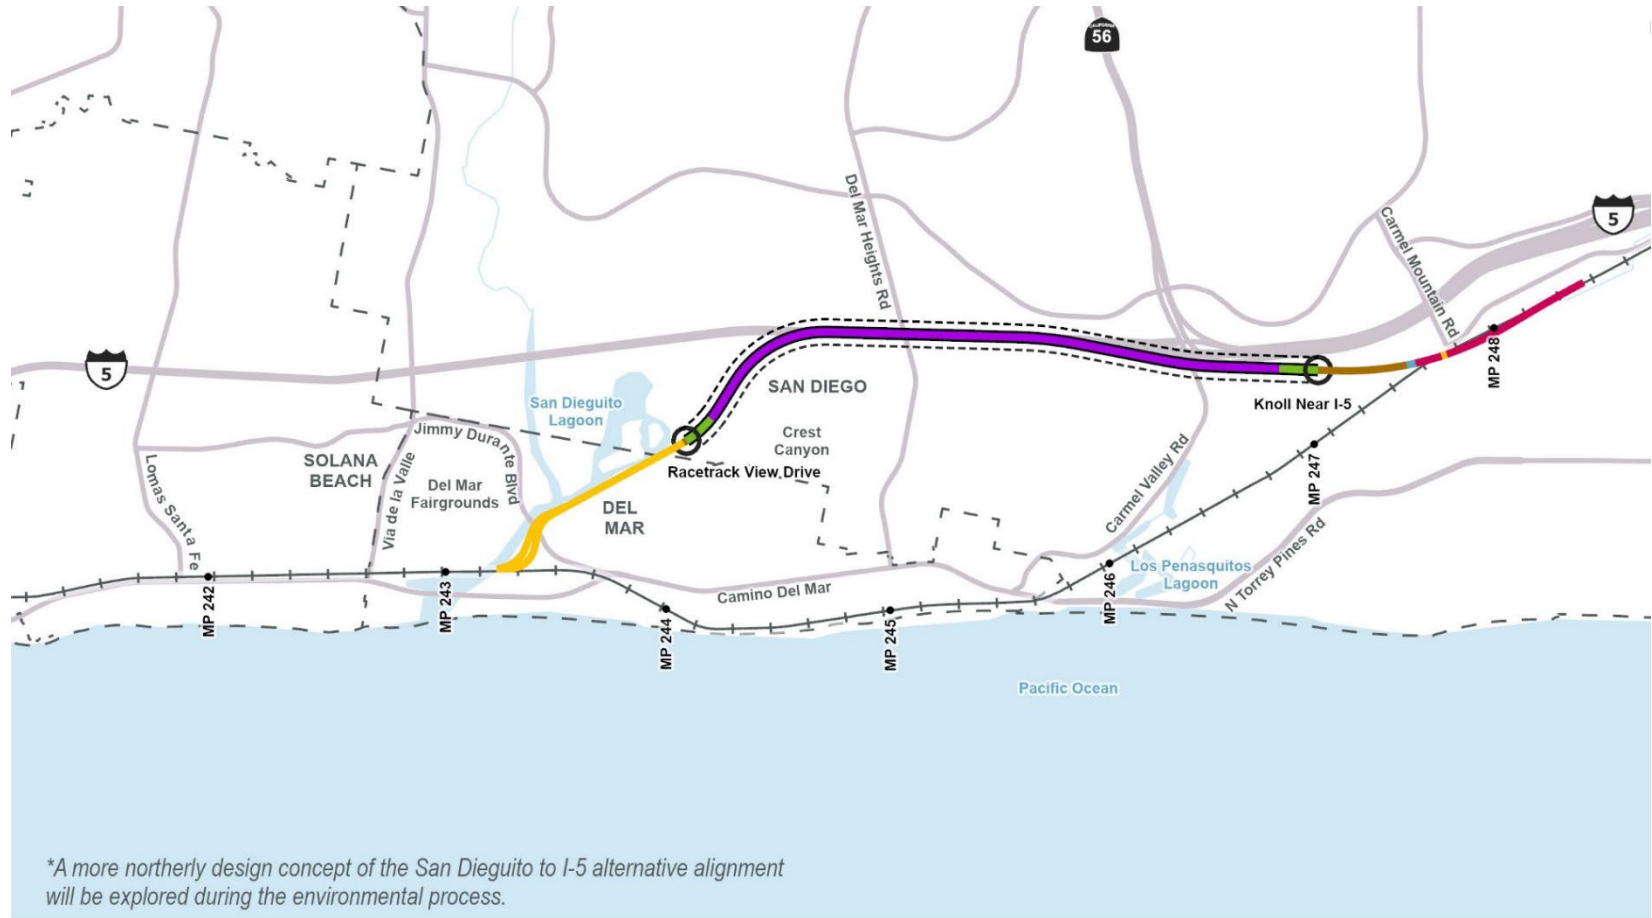 CALIFORNIA
56
5
Del Mar Heights Rd
Carmel Mountain Rd
5
SAN DIEGO
San Dieguito
Lagoon
Knoll Near I-5
MP 248
Jimmy Durante Blvd
Crest
Canyon
SOLANA
BEACH
Racetrack View Drive
Del Mar
Fairgrounds
Via de la Valle
Lomas Santa Fe
DEL
MAR
Carmel Valley Rd
MP 247
N Torrey Pines Rd
Los Penasquitos
Lagoon
Camino Del Mar
MP 242
MP 243
MP 244
MP 245
MP 246
Pacific Ocean
*A more northerly design concept of the San Dieguito to I-5 alternative alignment
will be explored during the environmental process.